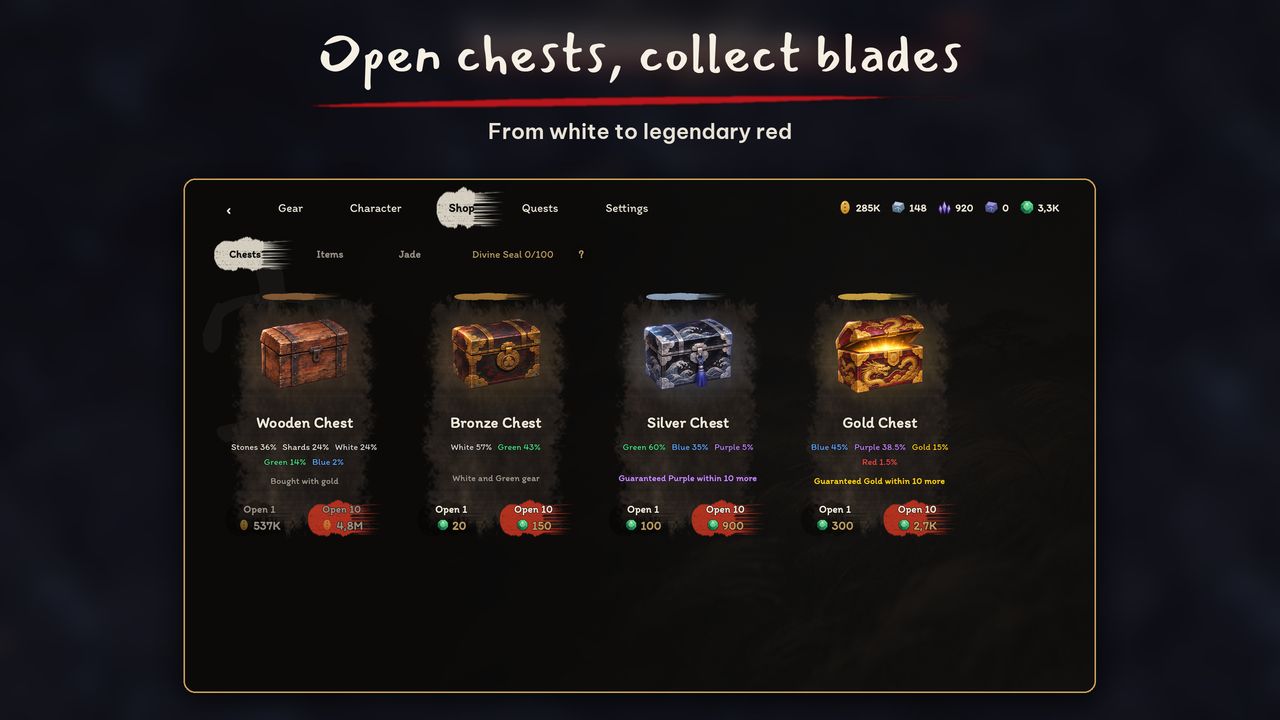 Open chests, collect blades
From white to legendary red
‹ Gear Character Shop Quests Settings 285K 148 920 0 3,3K
Chests Items Jade Divine Seal 0/100 ?
Wooden Chest
Stones 36% Shards 24% White 24%
Green 14% Blue 2%
Bought with gold
Open 1 Open 10
537K 4,8M
Bronze Chest
White 57% Green 43%
White and Green gear
Open 1 Open 10
20 150
Silver Chest
Green 60% Blue 35% Purple 5%
Guaranteed Purple within 10 more
Open 1 Open 10
100 900
Gold Chest
Blue 45% Purple 38.5% Gold 15%
Red 1.5%
Guaranteed Gold within 10 more
Open 1 Open 10
300 2,7K